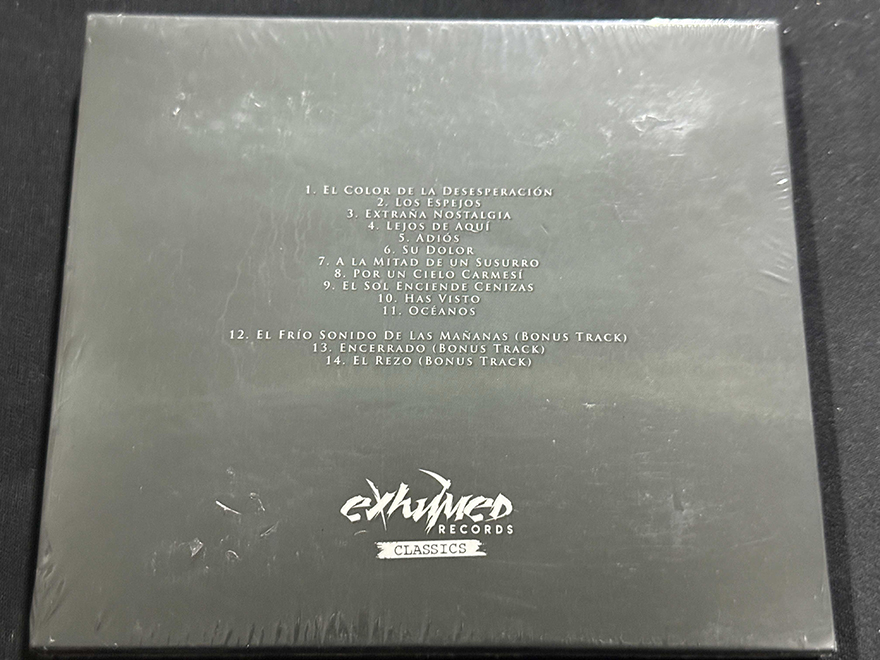 1. El Color de la Desesperación
2. Los Espejos
3. Extraña Nostalgia
4. Lejos de Aquí
5. Adiós
6. Su Dolor
7. A la Mitad de un Susurro
8. Por un Cielo Carmesí
9. El Sol Enciende Cenizas
10. Has Visto
11. Océanos
12. El Frío Sonido De Las Mañanas (Bonus Track)
13. Encerrado (Bonus Track)
14. El Rezo (Bonus Track)
exhumed
RECORDS
CLASSICS